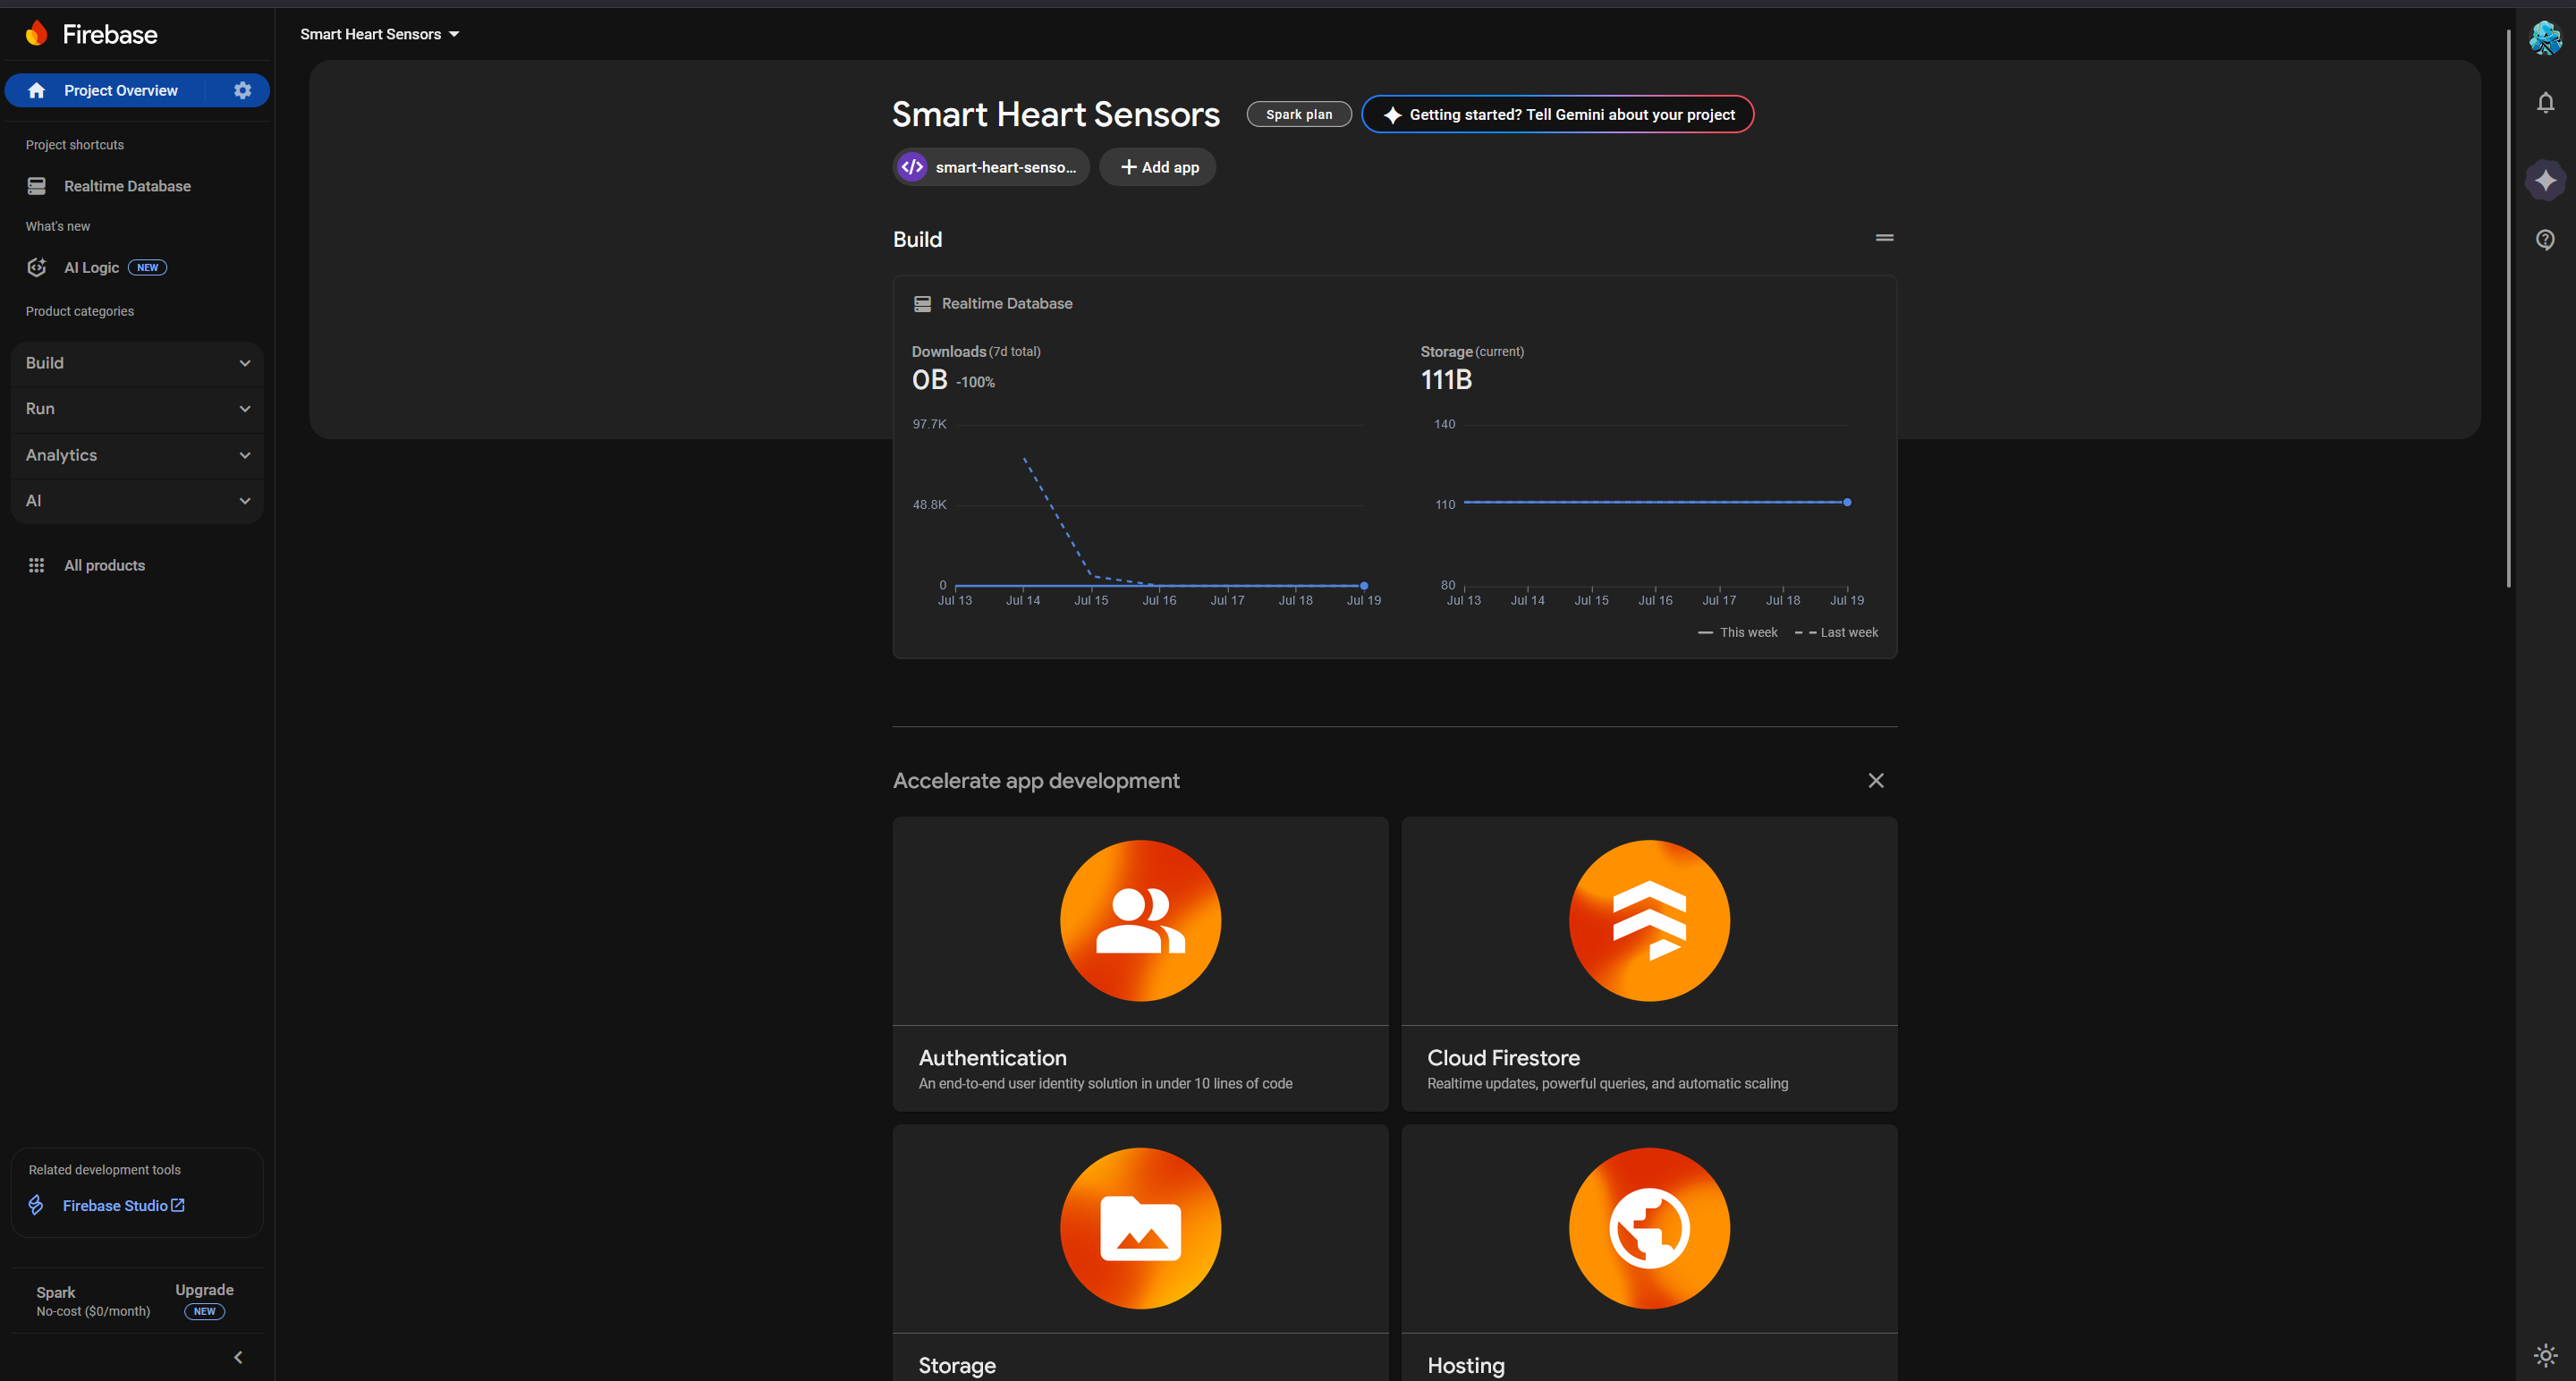 Firebase
Project Overview
Project shortcuts
Realtime Database
What's new
AI Logic NEW
Product categories
Build
Run
Analytics
AI
All products
Related development tools
Firebase Studio
Spark
No-cost ($0/month)
Upgrade
NEW
Smart Heart Sensors
Smart Heart Sensors
Spark plan
Getting started? Tell Gemini about your project
smart-heart-senso...
Add app
Build
Realtime Database
Downloads (7d total)
0B -100%
97.7K
48.8K
0
Jul 13 Jul 14 Jul 15 Jul 16 Jul 17 Jul 18 Jul 19
Storage (current)
111B
140
110
80
Jul 13 Jul 14 Jul 15 Jul 16 Jul 17 Jul 18 Jul 19
This week Last week
Accelerate app development
Authentication
An end-to-end user identity solution in under 10 lines of code
Cloud Firestore
Realtime updates, powerful queries, and automatic scaling
Storage
Hosting